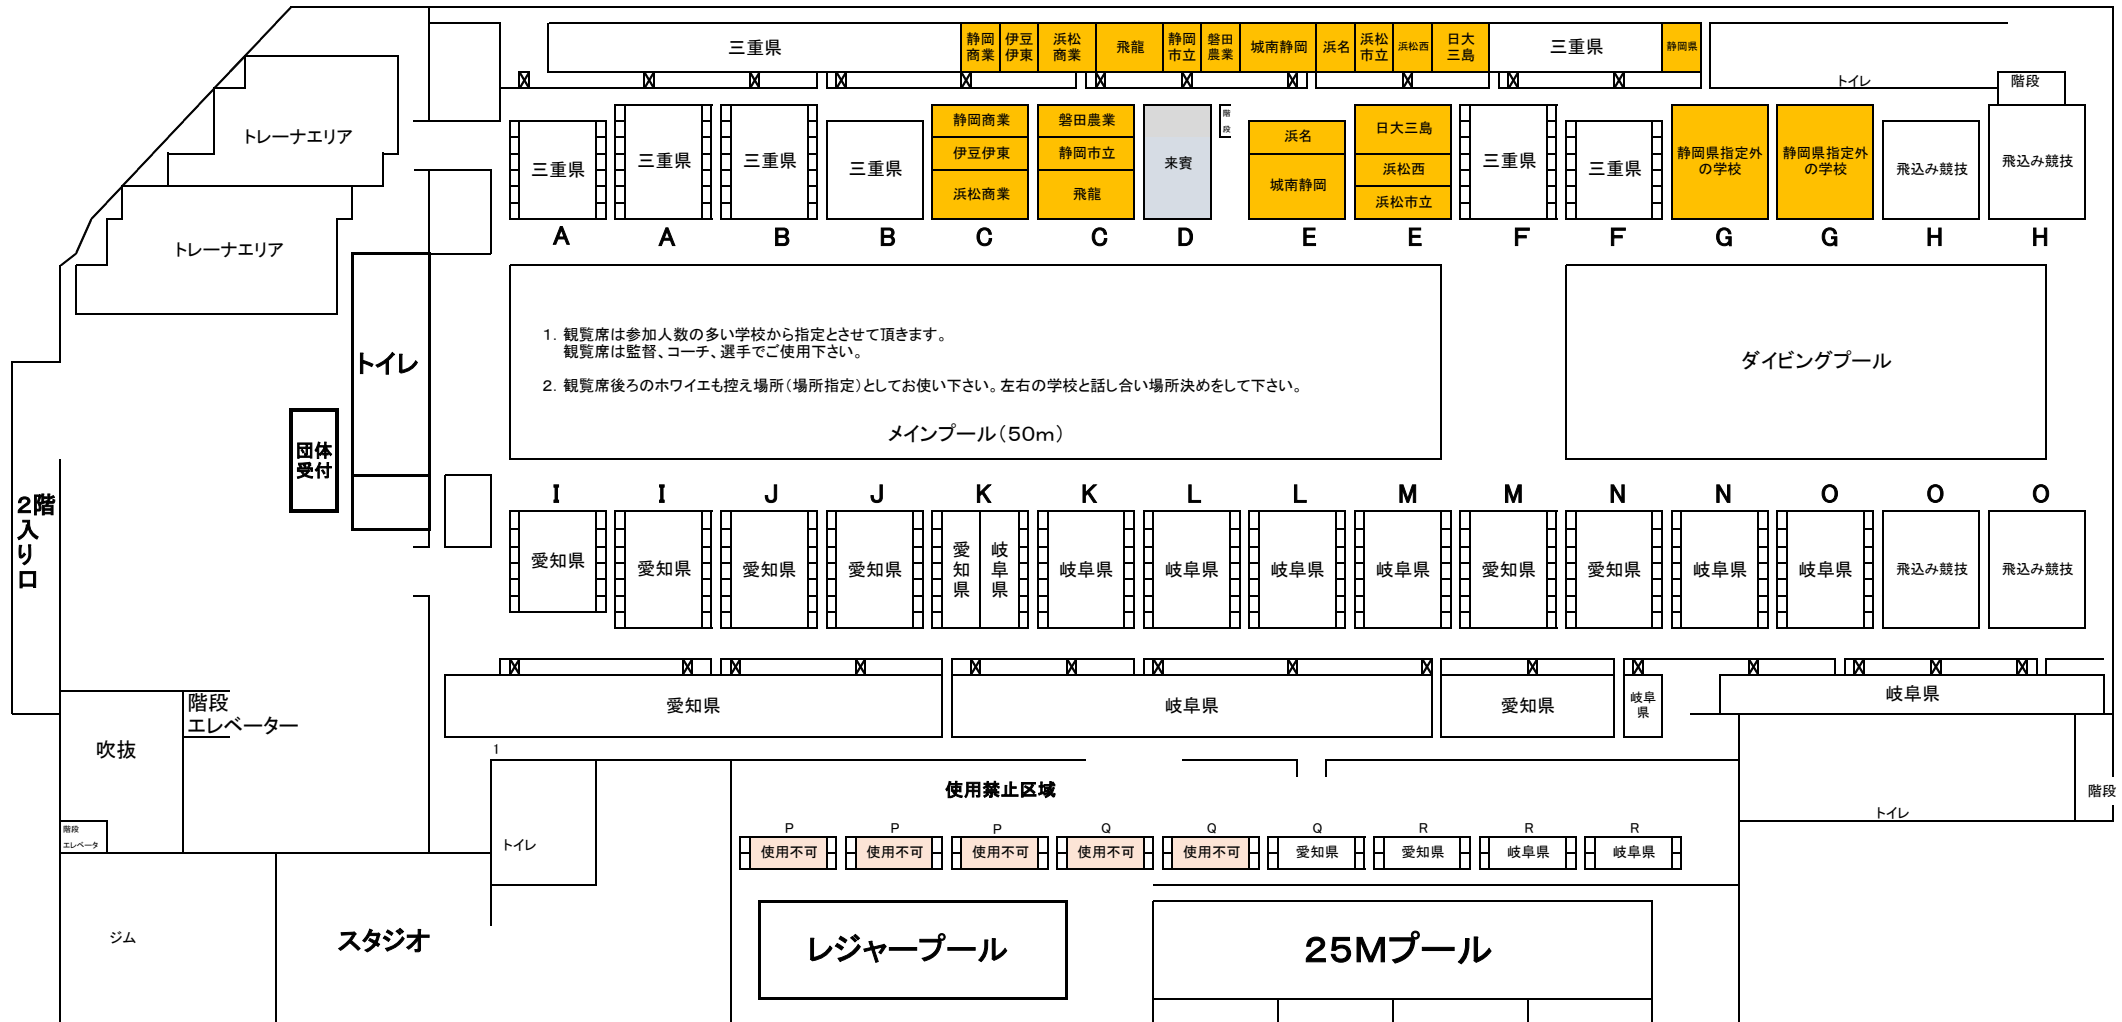 三重県
静岡
商業
伊豆
伊東
浜松
商業
飛龍
静岡
市立
磐田
農業
城南静岡
浜名
浜松
市立
浜松西
日大
三島
三重県
静岡県
トイレ
階段
トレーナエリア
トレーナエリア
三重県
三重県
三重県
三重県
静岡商業
伊豆伊東
浜松商業
磐田農業
静岡市立
飛龍
来賓
階
段
浜名
城南静岡
日大三島
浜松西
浜松市立
三重県
三重県
静岡県指定外
の学校
静岡県指定外
の学校
飛込み競技
飛込み競技
A A B B C C D E E F F G G H H
1. 観覧席は参加人数の多い学校から指定とさせて頂きます。
観覧席は監督、コーチ、選手でご使用下さい。
2. 観覧席後ろのホワイエも控え場所(場所指定)としてお使い下さい。左右の学校と話し合い場所決めをして下さい。
メインプール(50m)
ダイビングプール
トイレ
団体
受付
2階
入
り
口
I I J J K K L L M M N N O O O
愛知県
愛知県
愛知県
愛知県
愛
知
県
岐
阜
県
岐阜県
岐阜県
岐阜県
岐阜県
愛知県
愛知県
岐阜県
岐阜県
飛込み競技
飛込み競技
愛知県
岐阜県
愛知県
岐阜
県
岐阜県
階段
エレベーター
吹抜
階段
エレベータ
1
トイレ
使用禁止区域
P P P Q Q Q R R R
使用不可
使用不可
使用不可
使用不可
使用不可
愛知県
愛知県
岐阜県
岐阜県
トイレ
階段
ジム
スタジオ
レジャープール
25Mプール